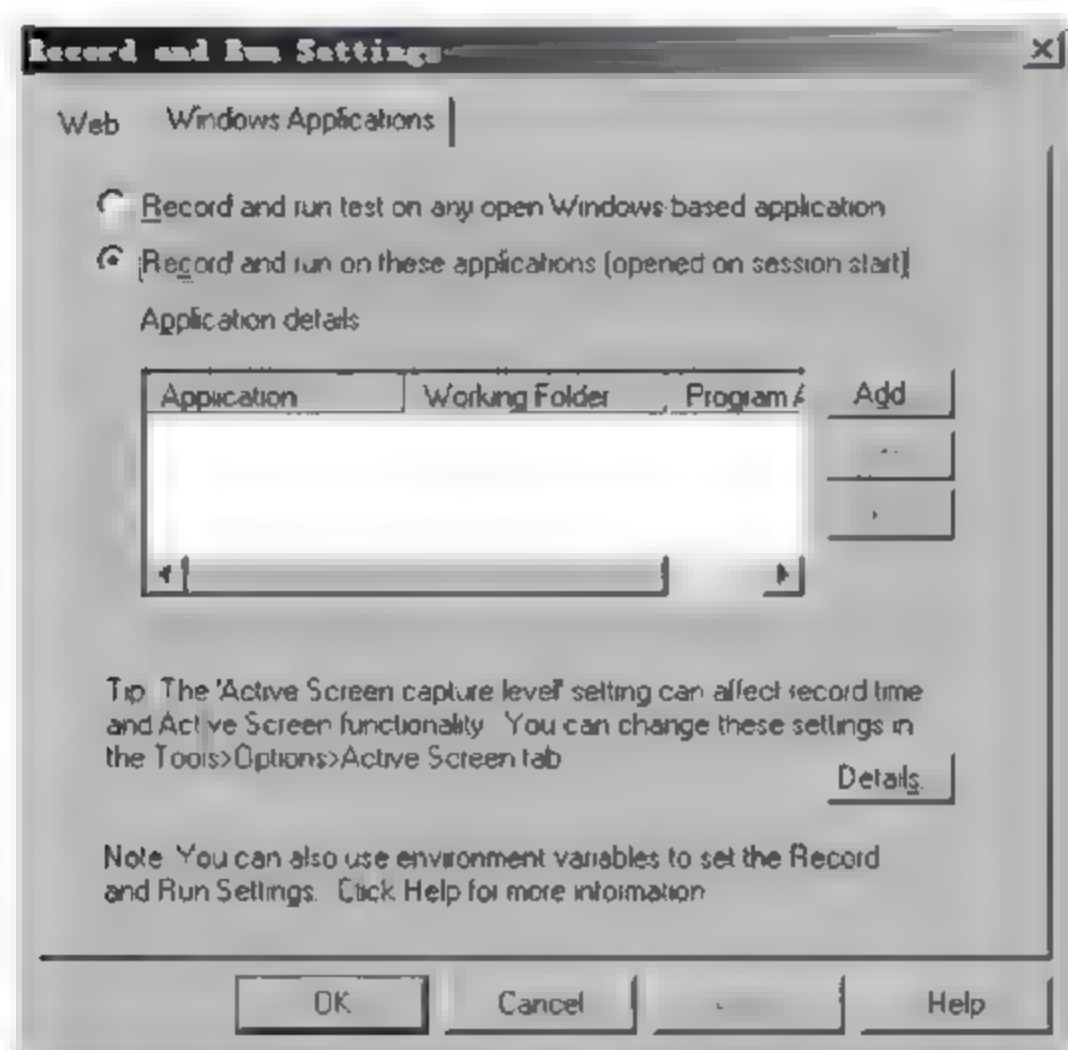 Record and Run Settings
Web
Windows Applications
Record and run test on any open Windows-based application
Record and run on these applications (opened on session start)
Application details
Application
Working Folder
Program A
Add
Tip The 'Active Screen capture level' setting can affect record time
and Active Screen functionality You can change these settings in
the Tools>Options>Active Screen tab
Details.
Note You can also use environment variables to set the Record
and Run Settings. Click Help for more information
OK
Cancel
Help